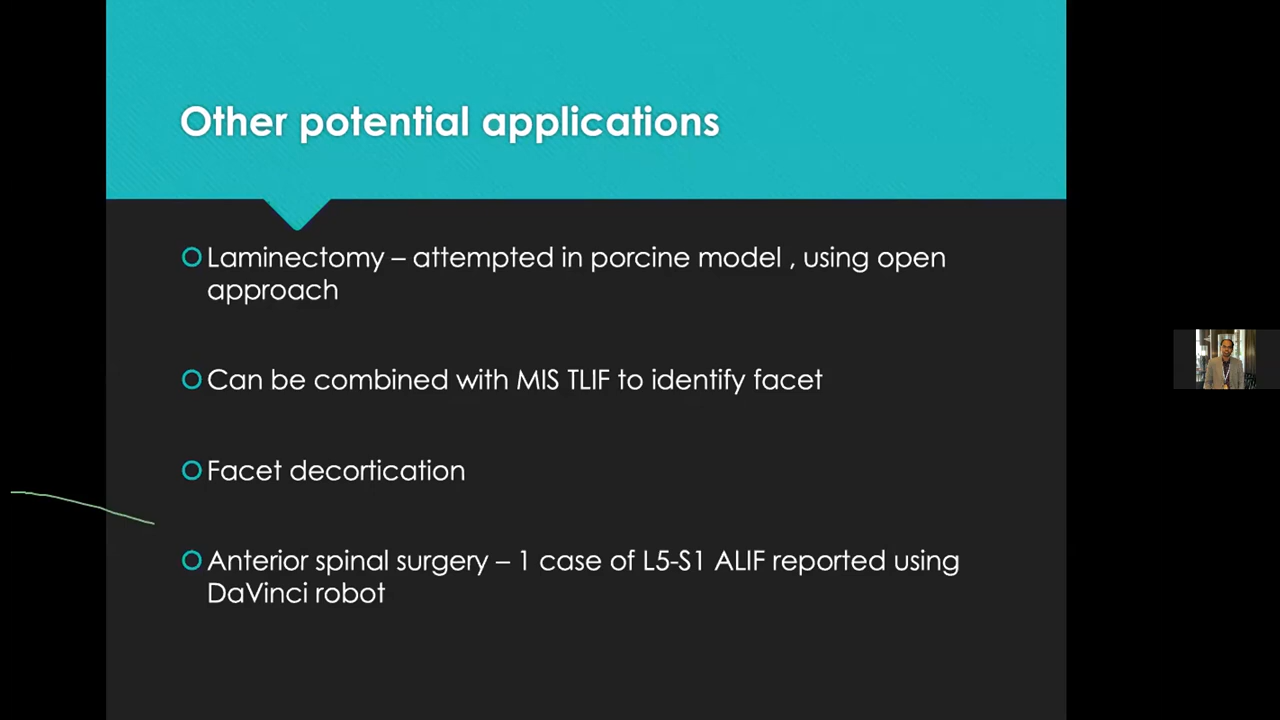 Other potential applications
Laminectomy – attempted in porcine model , using open
approach
Can be combined with MIS TLIF to identify facet
Facet decortication
Anterior spinal surgery – 1 case of L5-S1 ALIF reported using
DaVinci robot